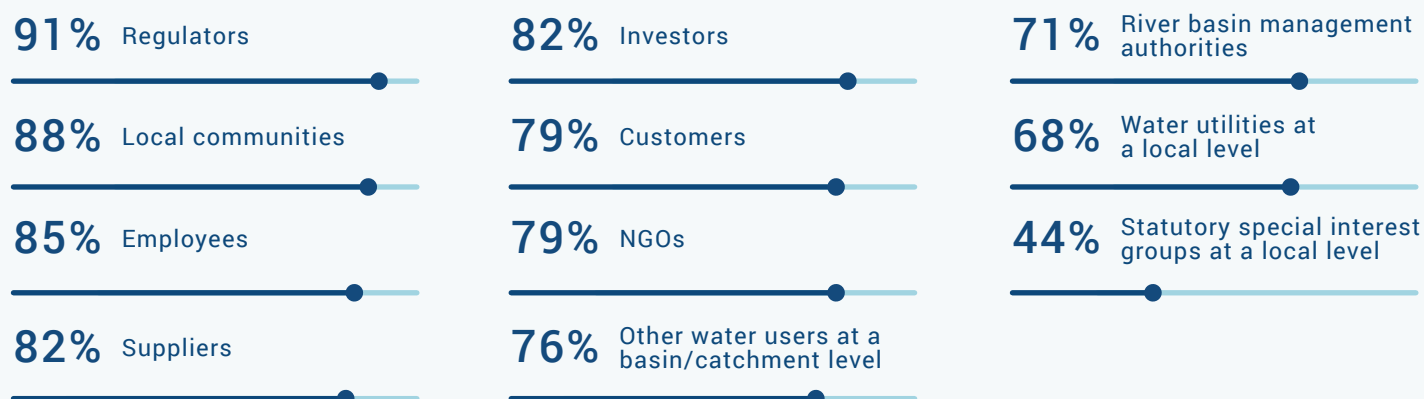 91% Regulators
88% Local communities
85% Employees
82% Suppliers
82% Investors
79% Customers
79% NGOs
76% Other water users at a
basin/catchment level
71% River basin management
authorities
68% Water utilities at
a local level
44% Statutory special interest
groups at a local level